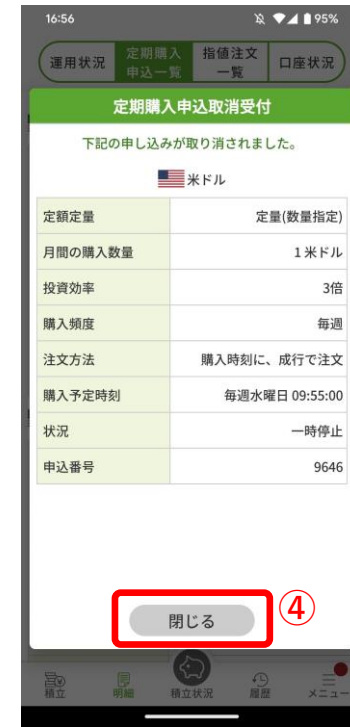 16:56 95%
運用状況 定期購入 申込一覧 指値注文 一覧 口座状況
定期購入申込取消受付
下記の申し込みが取り消されました。
米ドル
定額定量 定量(数量指定)
月間の購入数量 1米ドル
投資効率 3倍
購入頻度 毎週
注文方法 購入時刻に、成行で注文
購入予定時刻 毎週水曜日 09:55:00
状況 一時停止
申込番号 9646
閉じる ④
積立 明細 積立状況 履歴 メニュー